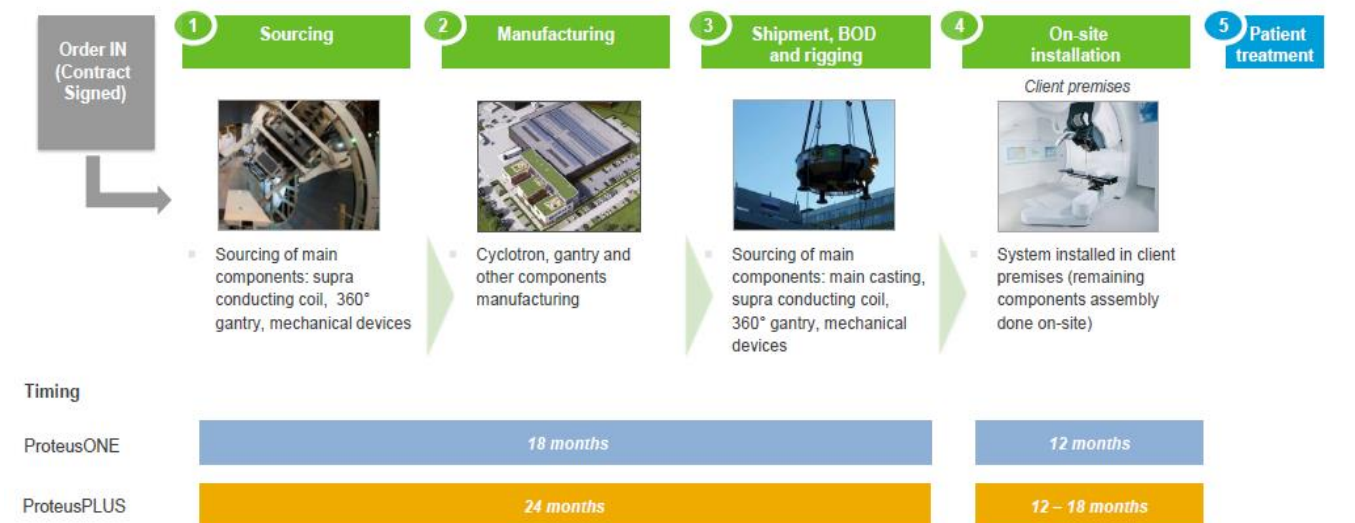 Order IN
(Contract
Signed)
1
Sourcing
2
Manufacturing
3
Shipment, BOD
and rigging
4
On-site
installation
5
Patient
treatment
Client premises
Sourcing of main
components: supra
conducting coil, 360°
gantry, mechanical devices
Cyclotron, gantry and
other components
manufacturing
Sourcing of main
components: main casting,
supra conducting coil,
360° gantry, mechanical
devices
System installed in client
premises (remaining
components assembly
done on-site)
Timing
ProteusONE
18 months
12 months
ProteusPLUS
24 months
12 – 18 months